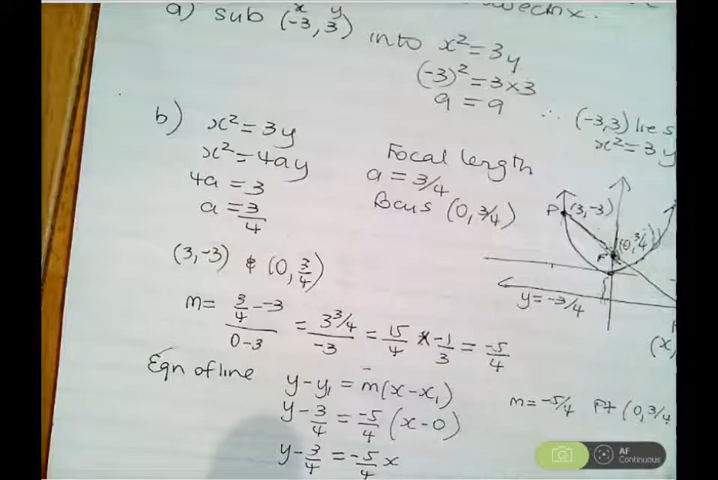 a) sub (-3, 3) into x² = 3y
x y
(-3)² = 3×3
9 = 9
∴ (-3,3) lies
x² = 3y
b) x² = 3y
x² = 4ay
4a = 3
a = 3/4
Focal length
a = 3/4
Focus (0, 3/4)
P (3,-3)
(0, 3/4)
F
y = -3/4
(x,
(3,-3) & (0, 3/4)
m = (3/4 - -3)/(0-3) = (3 3/4)/(-3) = 15/4 × -1/3 = -5/4
Eqn of line y-y₁ = m(x-x₁)
m = -5/4 Pt (0, 3/4
y - 3/4 = -5/4 (x-0)
y - 3/4 = -5/4 x
AF
Continuous